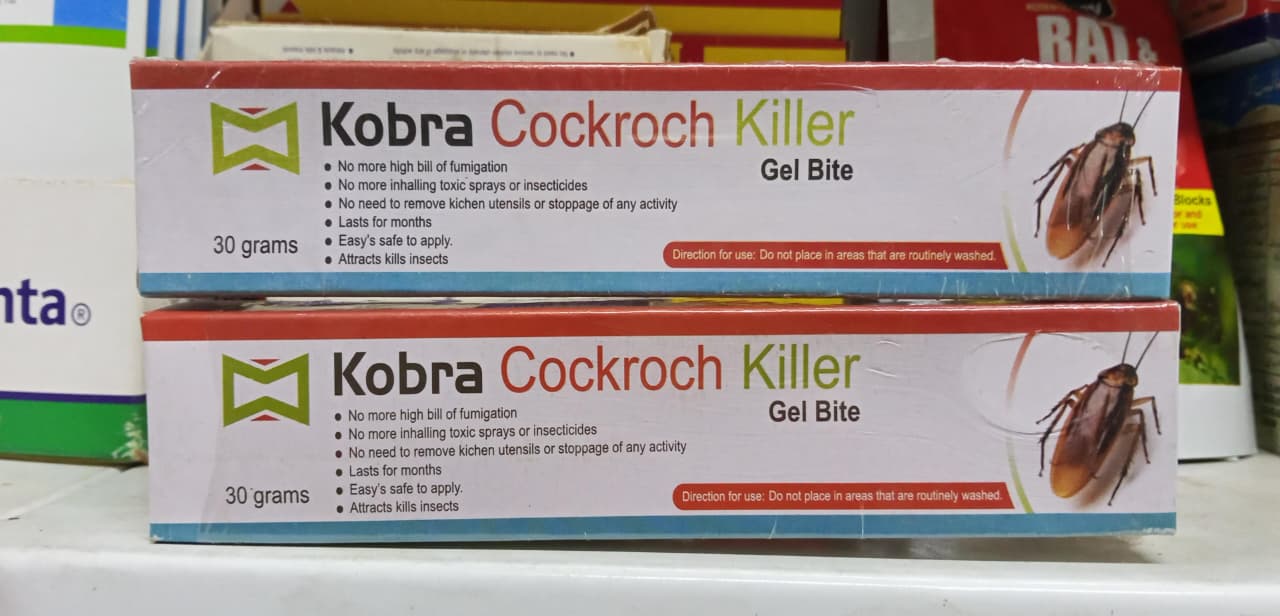 RAT &
Kobra Cockroch Killer
Gel Bite
No more high bill of fumigation
No more inhalling toxic sprays or insecticides
No need to remove kichen utensils or stoppage of any activity
Lasts for months
Easy's safe to apply.
Attracts kills insects
30 grams
Direction for use: Do not place in areas that are routinely washed.
Blocks
nta®
Kobra Cockroch Killer
Gel Bite
No more high bill of fumigation
No more inhalling toxic sprays or insecticides
No need to remove kichen utensils or stoppage of any activity
Lasts for months
Easy's safe to apply.
Attracts kills insects
30 grams
Direction for use: Do not place in areas that are routinely washed.